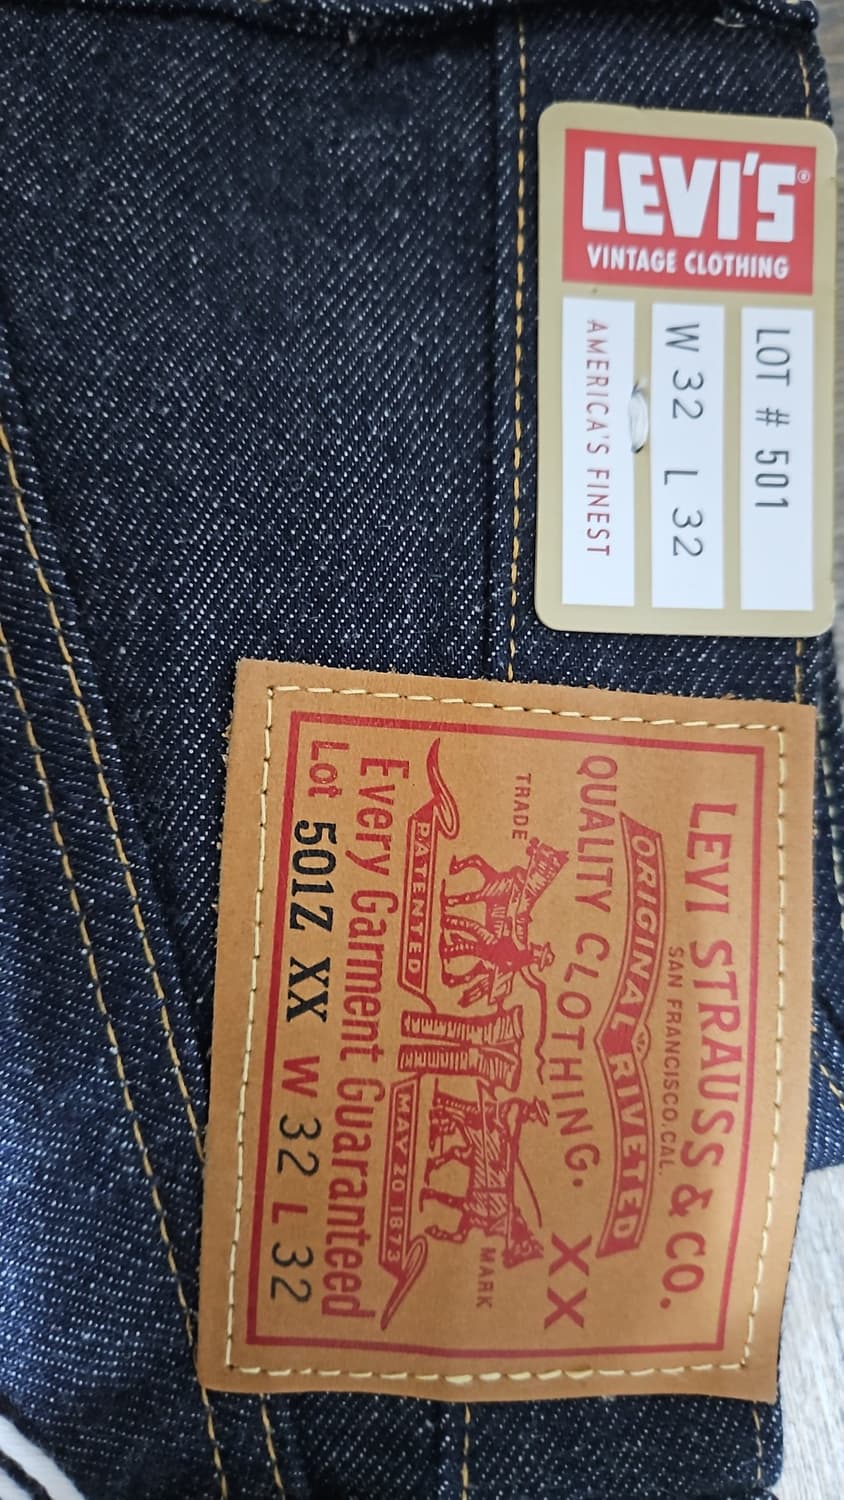 LEVI'S®
VINTAGE CLOTHING
LOT # 501
W 32 L 32
AMERICA'S FINEST
LEVI STRAUSS & CO.
SAN FRANCISCO, CAL.
ORIGINAL RIVETED
QUALITY CLOTHING. XX
TRADE MARK
PATENTED MAY 20 1873
Every Garment Guaranteed
Lot 501Z XX W 32 L 32